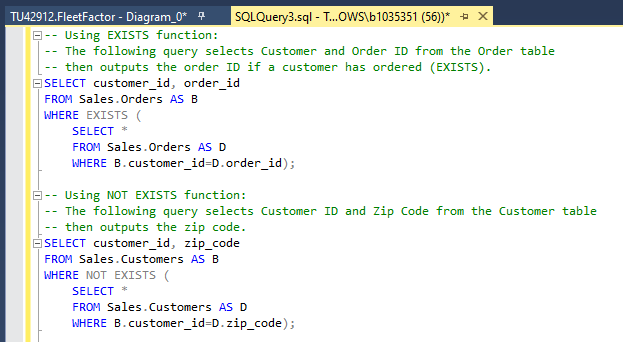 TU42912.FleetFactor - Diagram_0* SQLQuery3.sql - T...OWS\b1035351 (56))*
-- Using EXISTS function:
-- The following query selects Customer and Order ID from the Order table
-- then outputs the order ID if a customer has ordered (EXISTS).
SELECT customer_id, order_id
FROM Sales.Orders AS B
WHERE EXISTS (
SELECT *
FROM Sales.Orders AS D
WHERE B.customer_id=D.order_id);
-- Using NOT EXISTS function:
-- The following query selects Customer ID and Zip Code from the Customer table
-- then outputs the zip code.
SELECT customer_id, zip_code
FROM Sales.Customers AS B
WHERE NOT EXISTS (
SELECT *
FROM Sales.Customers AS D
WHERE B.customer_id=D.zip_code);